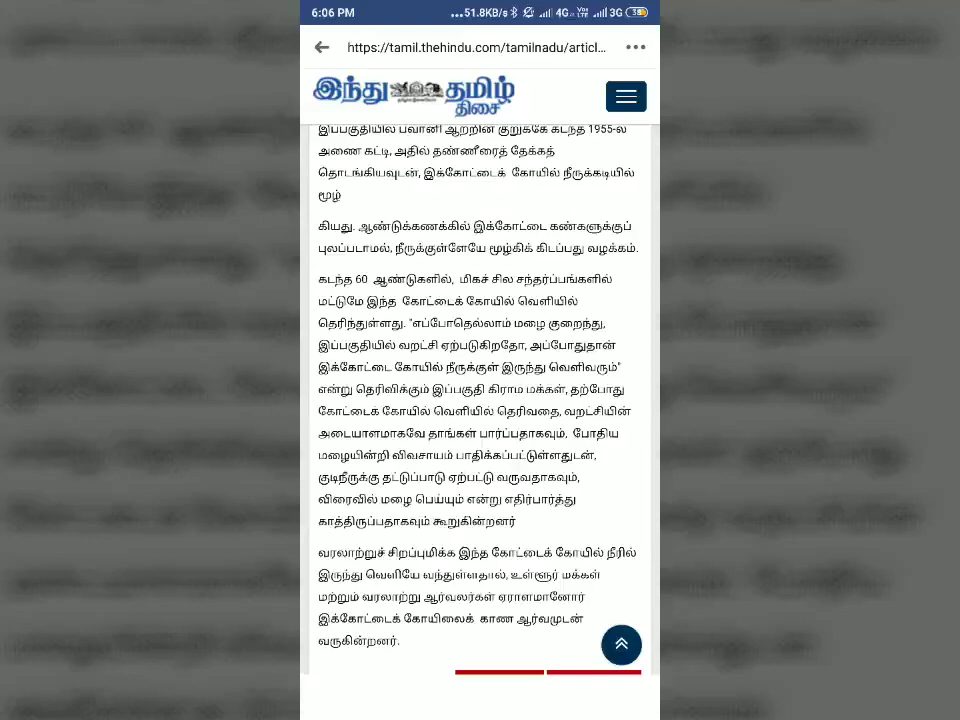 6:06 PM ...51.8KB/s 4G 3G 38
https://tamil.thehindu.com/tamilnadu/articl...
இந்து தமிழ்
திசை
இப்பகுதியில் பவானி ஆற்றின் குறுக்கே கடந்த 1955-ல்
அணை கட்டி, அதில் தண்ணீரைத் தேக்கத்
தொடங்கியவுடன், இக்கோட்டைக் கோயில் நீருக்கடியில்
மூழ்
கியது. ஆண்டுக்கணக்கில் இக்கோட்டை கண்களுக்குப்
புலப்படாமல், நீருக்குள்ளேயே மூழ்கிக் கிடப்பது வழக்கம்.
கடந்த 60 ஆண்டுகளில், மிகச் சில சந்தர்ப்பங்களில்
மட்டுமே இந்த கோட்டைக் கோயில் வெளியில்
தெரிந்துள்ளது. "எப்போதெல்லாம் மழை குறைந்து,
இப்பகுதியில் வறட்சி ஏற்படுகிறதோ, அப்போதுதான்
இக்கோட்டை கோயில் நீருக்குள் இருந்து வெளிவரும்"
என்று தெரிவிக்கும் இப்பகுதி கிராம மக்கள், தற்போது
கோட்டைக் கோயில் வெளியில் தெரிவதை, வறட்சியின்
அடையாளமாகவே தாங்கள் பார்ப்பதாகவும், போதிய
மழையின்றி விவசாயம் பாதிக்கப்பட்டுள்ளதுடன்,
குடிநீருக்கு தட்டுப்பாடு ஏற்பட்டு வருவதாகவும்,
விரைவில் மழை பெய்யும் என்று எதிர்பார்த்து
காத்திருப்பதாகவும் கூறுகின்றனர்
வரலாற்றுச் சிறப்புமிக்க இந்த கோட்டைக் கோயில் நீரில்
இருந்து வெளியே வந்துள்ளதால், உள்ளூர் மக்கள்
மற்றும் வரலாற்று ஆர்வலர்கள் ஏராளமானோர்
இக்கோட்டைக் கோயிலைக் காண ஆர்வமுடன்
வருகின்றனர்.